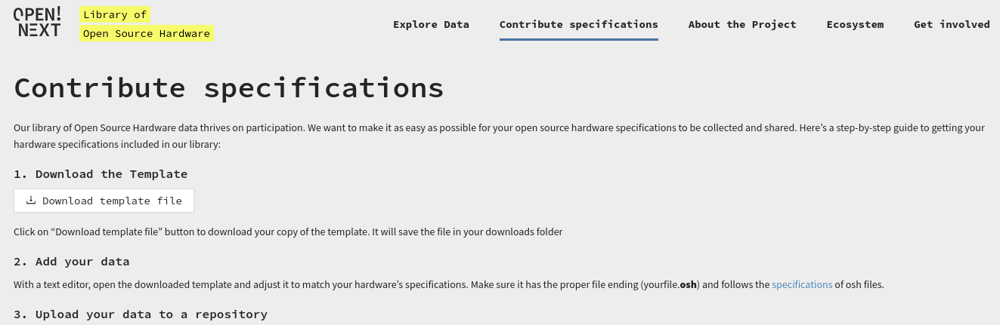 OPEN!
NEXT
Library of
Open Source Hardware
Explore Data
Contribute specifications
About the Project
Ecosystem
Get involved
Contribute specifications
Our library of Open Source Hardware data thrives on participation. We want to make it as easy as possible for your open source hardware specifications to be collected and shared. Here’s a step-by-step guide to getting your
hardware specifications included in our library:
1. Download the Template
Download template file
Click on “Download template file” button to download your copy of the template. It will save the file in your downloads folder
2. Add your data
With a text editor, open the downloaded template and adjust it to match your hardware’s specifications. Make sure it has the proper file ending (yourfile.osh) and follows the specifications of osh files.
3. Upload your data to a repository